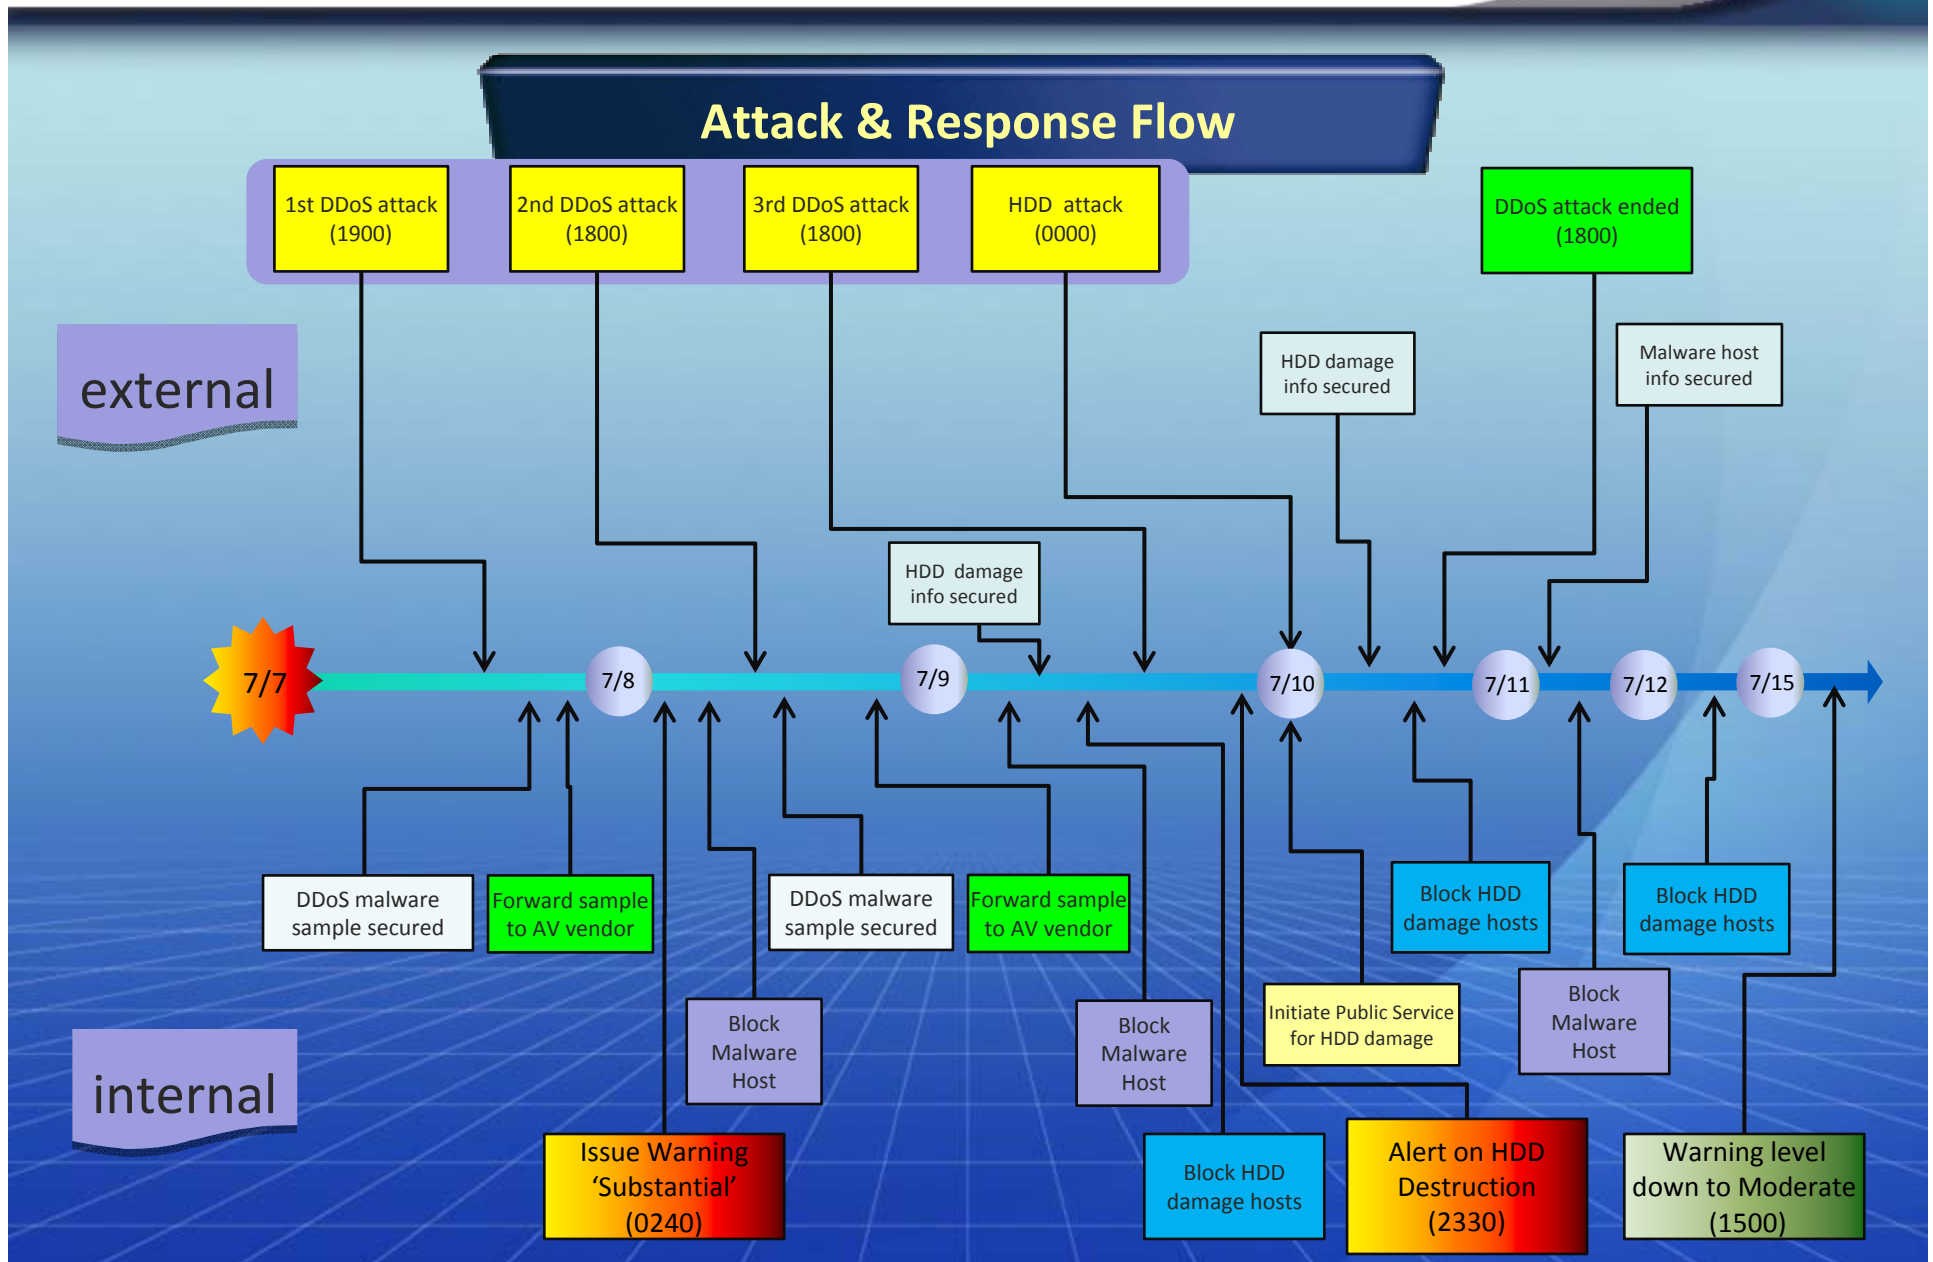 Attack & Response Flow
1st DDoS attack
(1900)
2nd DDoS attack
(1800)
3rd DDoS attack
(1800)
HDD attack
(0000)
DDoS attack ended
(1800)
external
HDD damage
info secured
Malware host
info secured
HDD damage
info secured
7/7
7/8
7/9
7/10
7/11
7/12
7/15
DDoS malware
sample secured
Forward sample
to AV vendor
DDoS malware
sample secured
Forward sample
to AV vendor
Block HDD
damage hosts
Block HDD
damage hosts
internal
Block
Malware
Host
Block
Malware
Host
Initiate Public Service
for HDD damage
Block
Malware
Host
Issue Warning
‘Substantial’
(0240)
Block HDD
damage hosts
Alert on HDD
Destruction
(2330)
Warning level
down to Moderate
(1500)